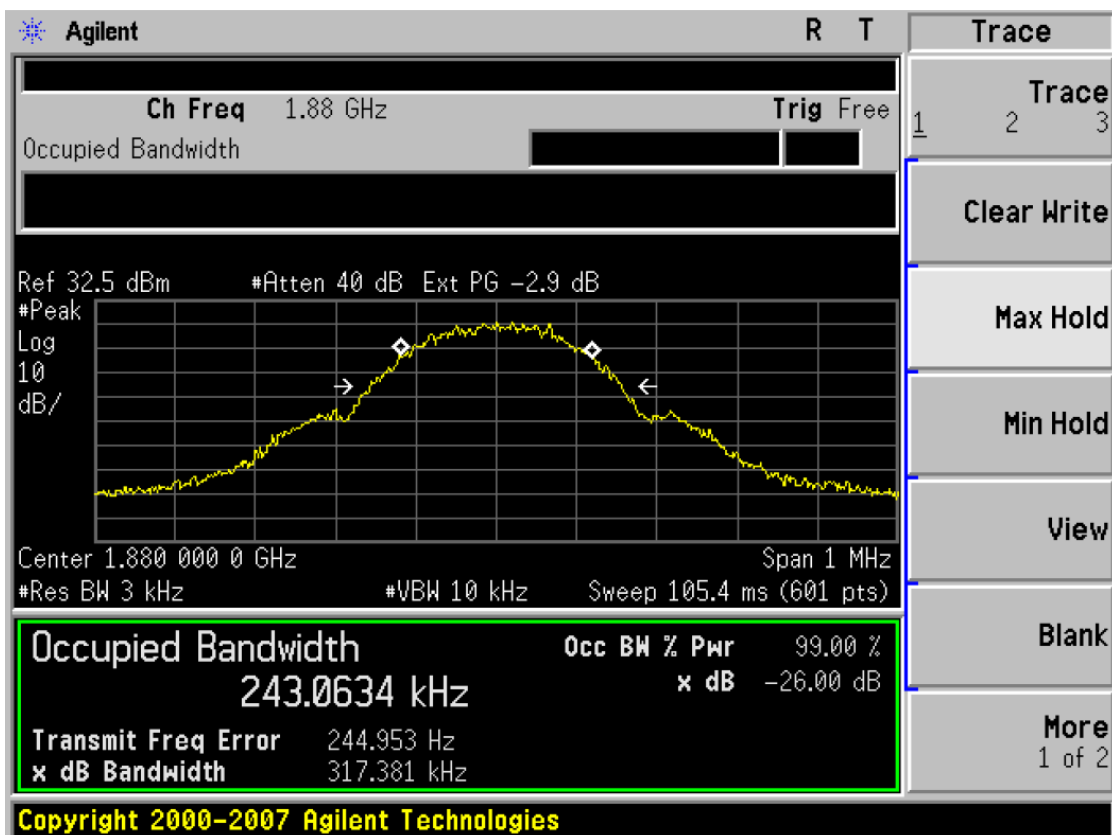 Agilent R T
Trace
Ch Freq 1.88 GHz Trig Free
Occupied Bandwidth
Trace
1 2 3
Clear Write
Max Hold
Min Hold
View
Blank
More
1 of 2
Ref 32.5 dBm #Atten 40 dB Ext PG -2.9 dB
#Peak
Log
10
dB/
Center 1.880 000 0 GHz Span 1 MHz
#Res BW 3 kHz #VBW 10 kHz Sweep 105.4 ms (601 pts)
Occupied Bandwidth Occ BW % Pwr 99.00 %
243.0634 kHz x dB -26.00 dB
Transmit Freq Error 244.953 Hz
x dB Bandwidth 317.381 kHz
Copyright 2000-2007 Agilent Technologies